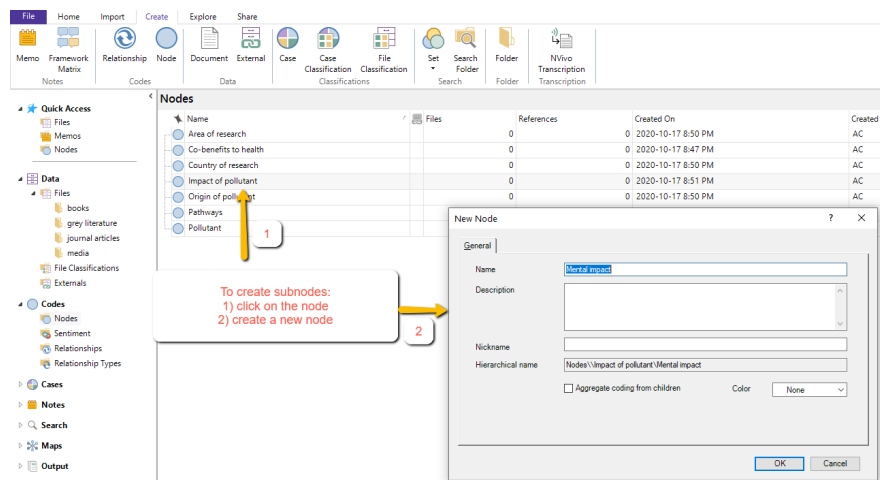 File Home Import Create Explore Share
Memo Framework Matrix Relationship Node Document External Case Case Classification File Classification Set Search Folder Folder NVivo Transcription
Notes Codes Data Classifications Search Folder Transcription
Quick Access
Files
Memos
Nodes
Data
Files
books
grey literature
journal articles
media
File Classifications
Externals
Codes
Nodes
Sentiment
Relationships
Relationship Types
Cases
Notes
Search
Maps
Output
Nodes
Name Files References Created On Created
Area of research 0 0 2020-10-17 8:50 PM AC
Co-benefits to health 0 0 2020-10-17 8:47 PM AC
Country of research 0 0 2020-10-17 8:50 PM AC
Impact of pollutant 0 0 2020-10-17 8:51 PM AC
Origin of pollutant 0 0 2020-10-17 8:50 PM AC
Pathways
Pollutant
1
To create subnodes:
1) click on the node
2) create a new node
2
New Node ? X
General
Name Mental impact
Description
Nickname
Hierarchical name Nodes\\Impact of pollutant\Mental impact
Aggregate coding from children Color None
OK Cancel